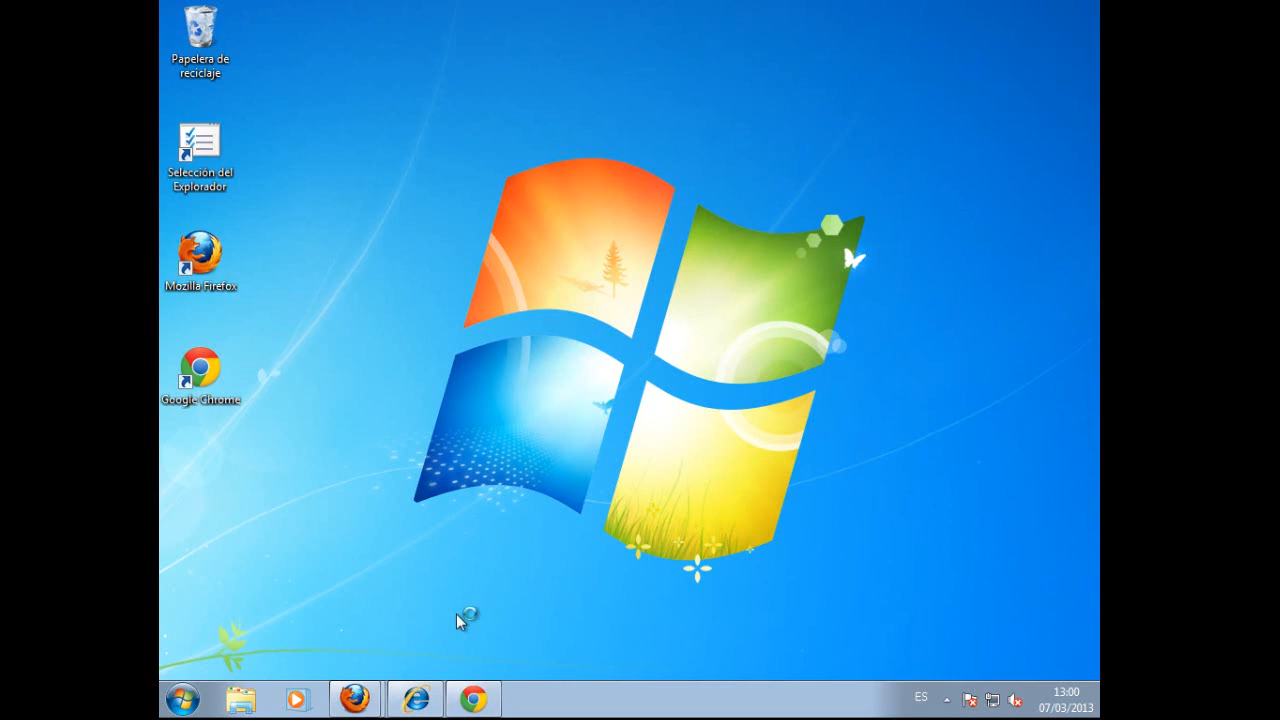 Papelera de
reciclaje
Selección del
Explorador
Mozilla Firefox
Google Chrome
ES
13:00
07/03/2013